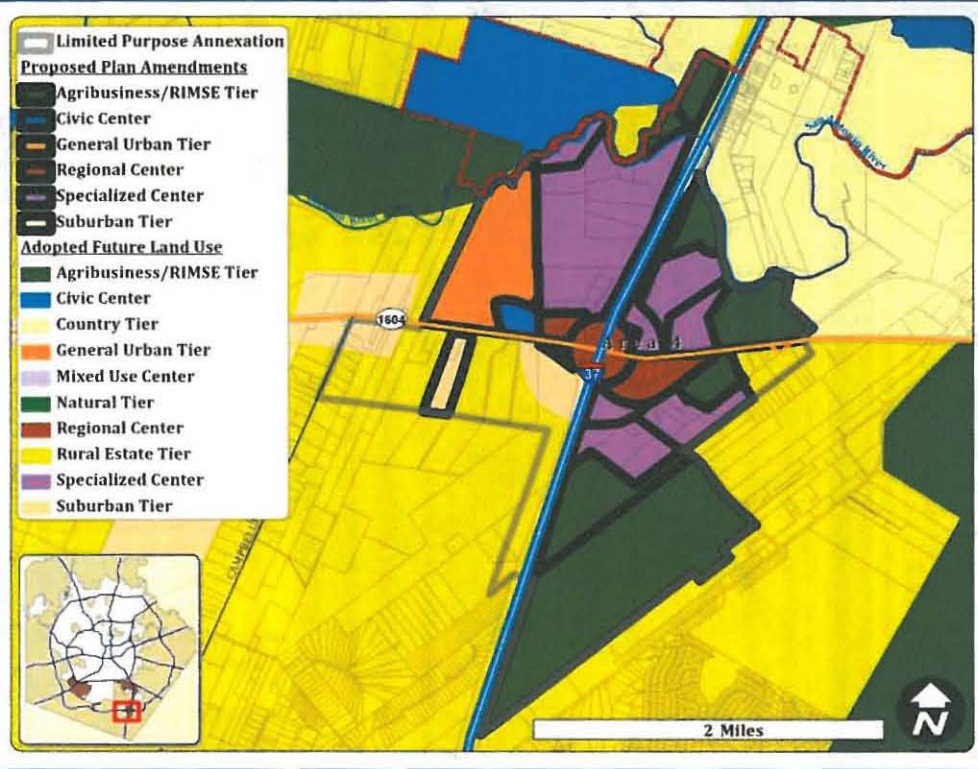 Limited Purpose Annexation
Proposed Plan Amendments
Agribusiness/RIMSE Tier
Civic Center
General Urban Tier
Regional Center
Specialized Center
Suburban Tier
Adopted Future Land Use
Agribusiness/RIMSE Tier
Civic Center
Country Tier
General Urban Tier
Mixed Use Center
Natural Tier
Regional Center
Rural Estate Tier
Specialized Center
Suburban Tier
San Antonio River
1604
Area 4
37
2 Miles
N